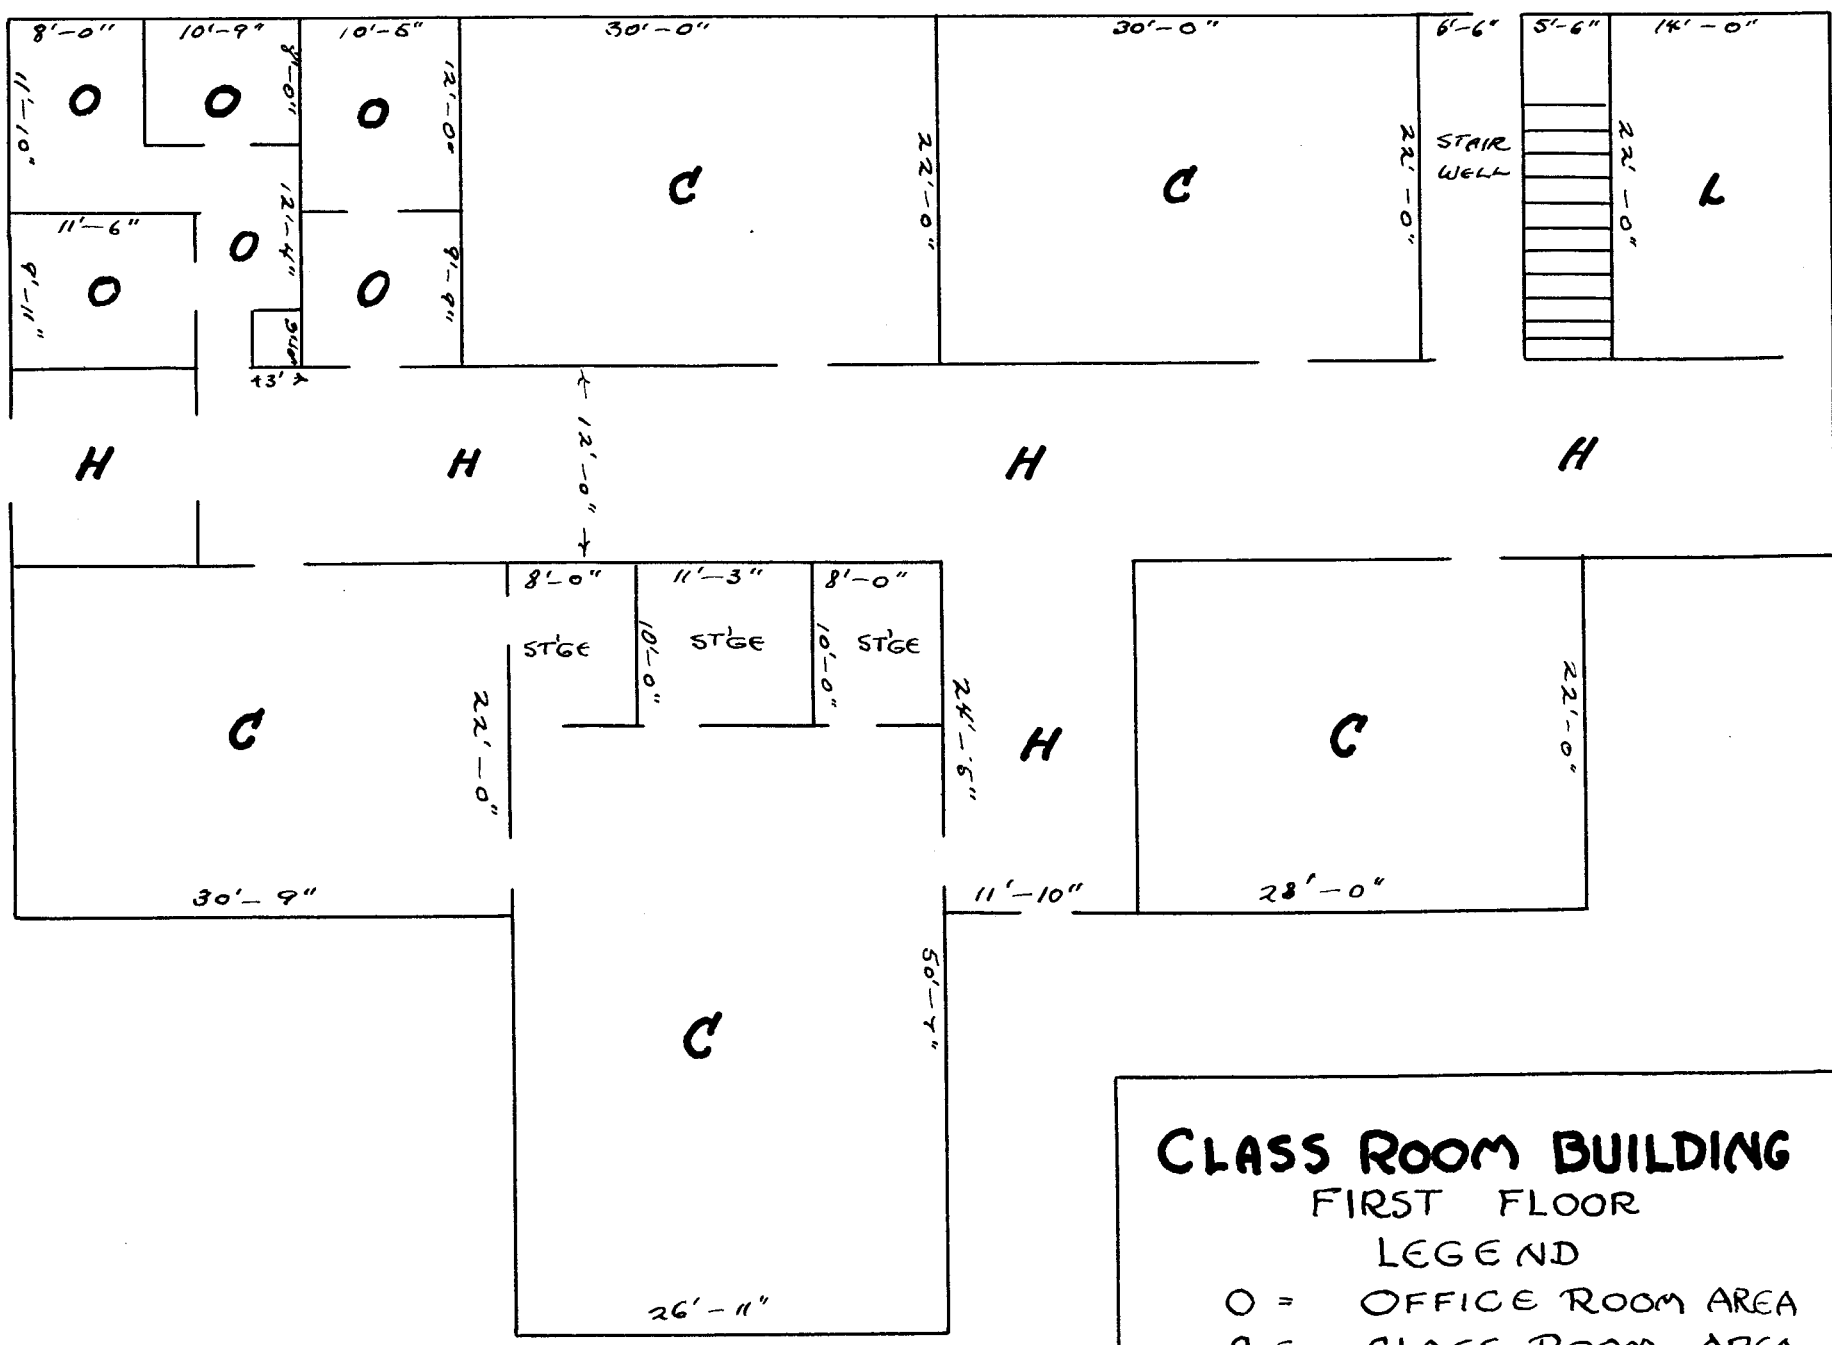 8'-0" 10'-9" 10'-6" 30'-0" 30'-0" 6'-6" 5'-6" 14'-0"
11'-10" O O 8'-0" O 12'-0" 22'-0" 22'-0" STAIR 22'-0"
WELL
C C L
11'-6" O 12'-4"
9'-11" O O 9'-9"
H H 12'-0" H H
8'-0" 11'-3" 8'-0"
ST'GE 10'-0" ST'GE 10'-0" ST'GE
C 22'-0" 24'-6" H C 22'-0"
30'-9" 11'-10" 28'-0"
C 50'-7"
26'-11"
CLASS ROOM BUILDING
FIRST FLOOR
LEGEND
O = OFFICE ROOM AREA
C = CLASS ROOM AREA